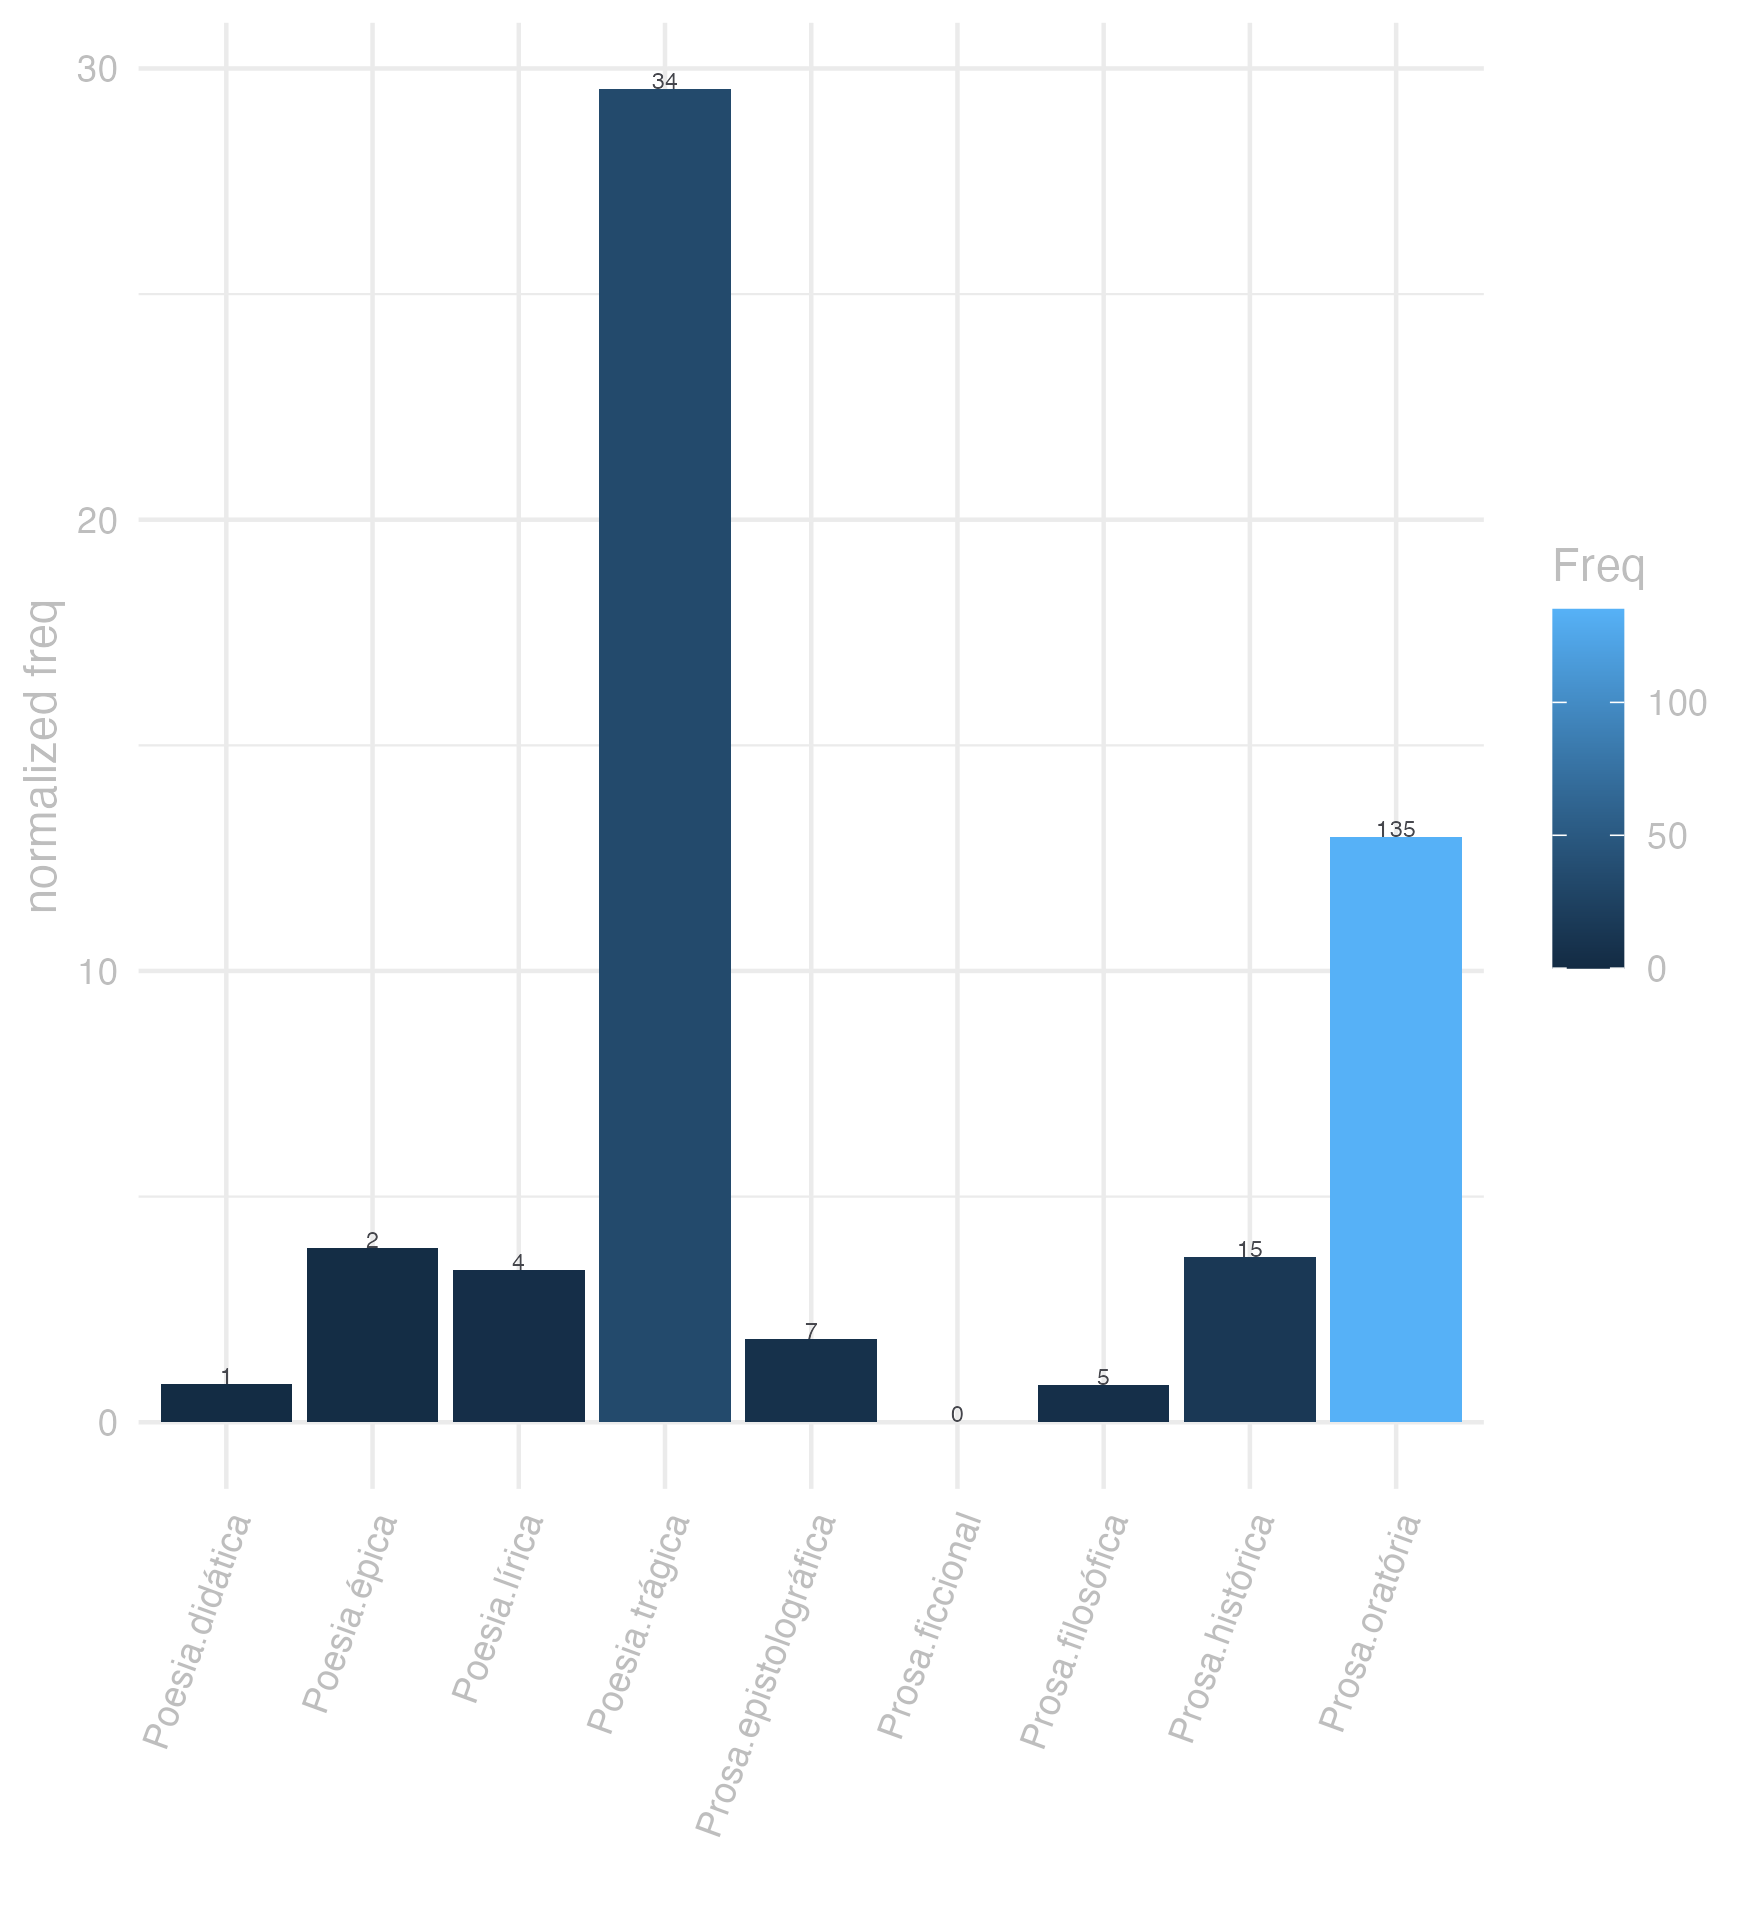 normalized freq
30
20
10
0
1
2
4
34
7
0
5
15
135
Poesia.didática
Poesia.épica
Poesia.lírica
Poesia.trágica
Prosa.epistolográfica
Prosa.ficcional
Prosa.filosófica
Prosa.histórica
Prosa.oratória
Freq
100
50
0